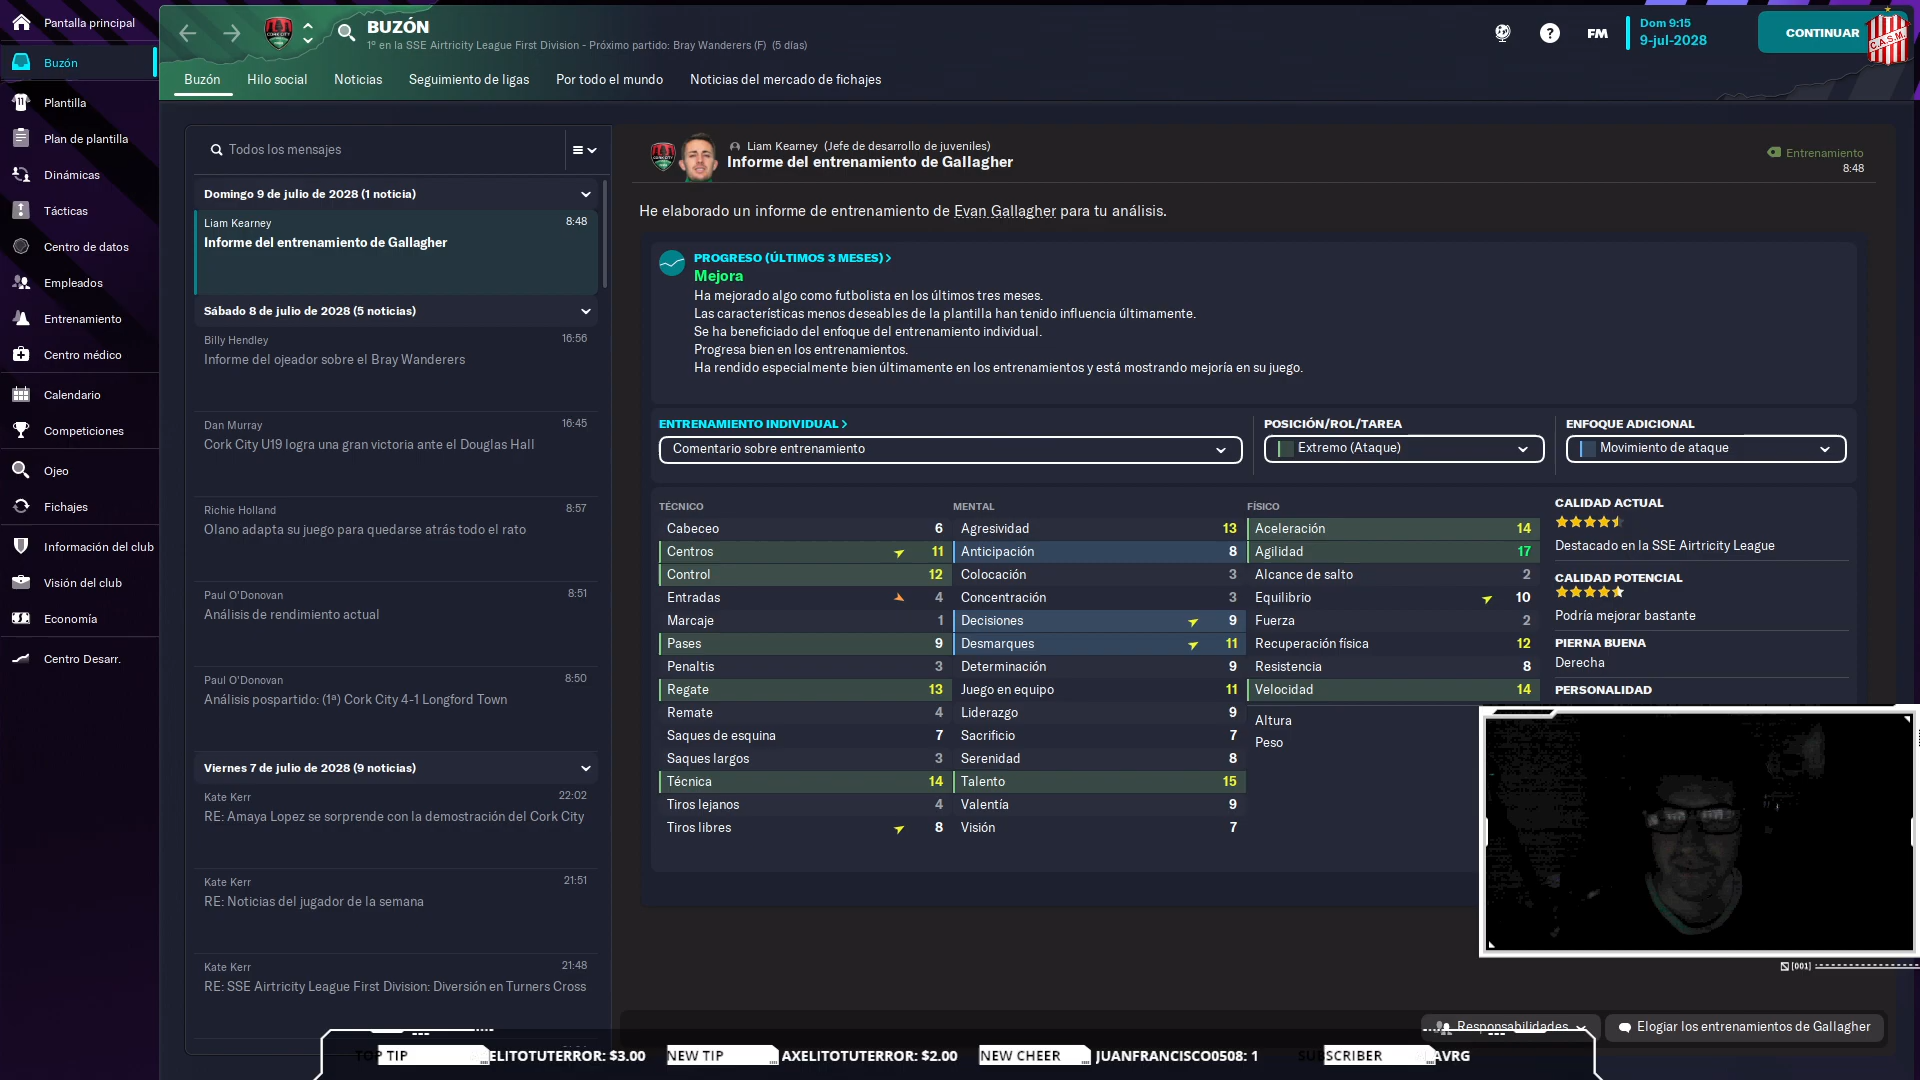 Pantalla principal
Buzón
Plantilla
Plan de plantilla
Dinámicas
Tácticas
Centro de datos
Empleados
Entrenamiento
Centro médico
Calendario
Competiciones
Ojeo
Fichajes
Información del club
Visión del club
Economía
Centro Desarr.
BUZÓN
1º en la SSE Airtricity League First Division - Próximo partido: Bray Wanderers (F) (5 días)
FM
Dom 9:15
9-jul-2028
CONTINUAR
C.A.S.M.
Buzón
Hilo social
Noticias
Seguimiento de ligas
Por todo el mundo
Noticias del mercado de fichajes
Todos los mensajes
Domingo 9 de julio de 2028 (1 noticia)
Liam Kearney 8:48
Informe del entrenamiento de Gallagher
Sábado 8 de julio de 2028 (5 noticias)
Billy Hendley 16:56
Informe del ojeador sobre el Bray Wanderers
Dan Murray 16:45
Cork City U19 logra una gran victoria ante el Douglas Hall
Richie Holland 8:57
Olano adapta su juego para quedarse atrás todo el rato
Paul O'Donovan 8:51
Análisis de rendimiento actual
Paul O'Donovan 8:50
Análisis pospartido: (1ª) Cork City 4-1 Longford Town
Viernes 7 de julio de 2028 (9 noticias)
Kate Kerr 22:02
RE: Amaya Lopez se sorprende con la demostración del Cork City
Kate Kerr 21:51
RE: Noticias del jugador de la semana
Kate Kerr 21:48
RE: SSE Airtricity League First Division: Diversión en Turners Cross
Liam Kearney (Jefe de desarrollo de juveniles)
Informe del entrenamiento de Gallagher
Entrenamiento
8:48
He elaborado un informe de entrenamiento de Evan Gallagher para tu análisis.
PROGRESO (ÚLTIMOS 3 MESES)
Mejora
Ha mejorado algo como futbolista en los últimos tres meses.
Las características menos deseables de la plantilla han tenido influencia últimamente.
Se ha beneficiado del enfoque del entrenamiento individual.
Progresa bien en los entrenamientos.
Ha rendido especialmente bien últimamente en los entrenamientos y está mostrando mejoría en su juego.
ENTRENAMIENTO INDIVIDUAL
Comentario sobre entrenamiento
POSICIÓN/ROL/TAREA
Extremo (Ataque)
ENFOQUE ADICIONAL
Movimiento de ataque
TÉCNICO
Cabeceo 6
Centros 11
Control 12
Entradas 4
Marcaje 1
Pases 9
Penaltis 3
Regate 13
Remate 4
Saques de esquina 7
Saques largos 3
Técnica 14
Tiros lejanos 4
Tiros libres 8
MENTAL
Agresividad 13
Anticipación 8
Colocación 3
Concentración 3
Decisiones 9
Desmarques 11
Determinación 9
Juego en equipo 11
Liderazgo 9
Sacrificio 7
Serenidad 8
Talento 15
Valentía 9
Visión 7
FÍSICO
Aceleración 14
Agilidad 17
Alcance de salto 2
Equilibrio 10
Fuerza 2
Recuperación física 12
Resistencia 8
Velocidad 14
Altura
Peso
CALIDAD ACTUAL
Destacado en la SSE Airtricity League
CALIDAD POTENCIAL
Podría mejorar bastante
PIERNA BUENA
Derecha
PERSONALIDAD
[001]
Responsabilidades
Elogiar los entrenamientos de Gallagher
TOP TIP
ELITOTUTERROR: $3.00
NEW TIP
AXELITOTUTERROR: $2.00
NEW CHEER
JUANFRANCISCO0508: 1
SUBSCRIBER
AVRG